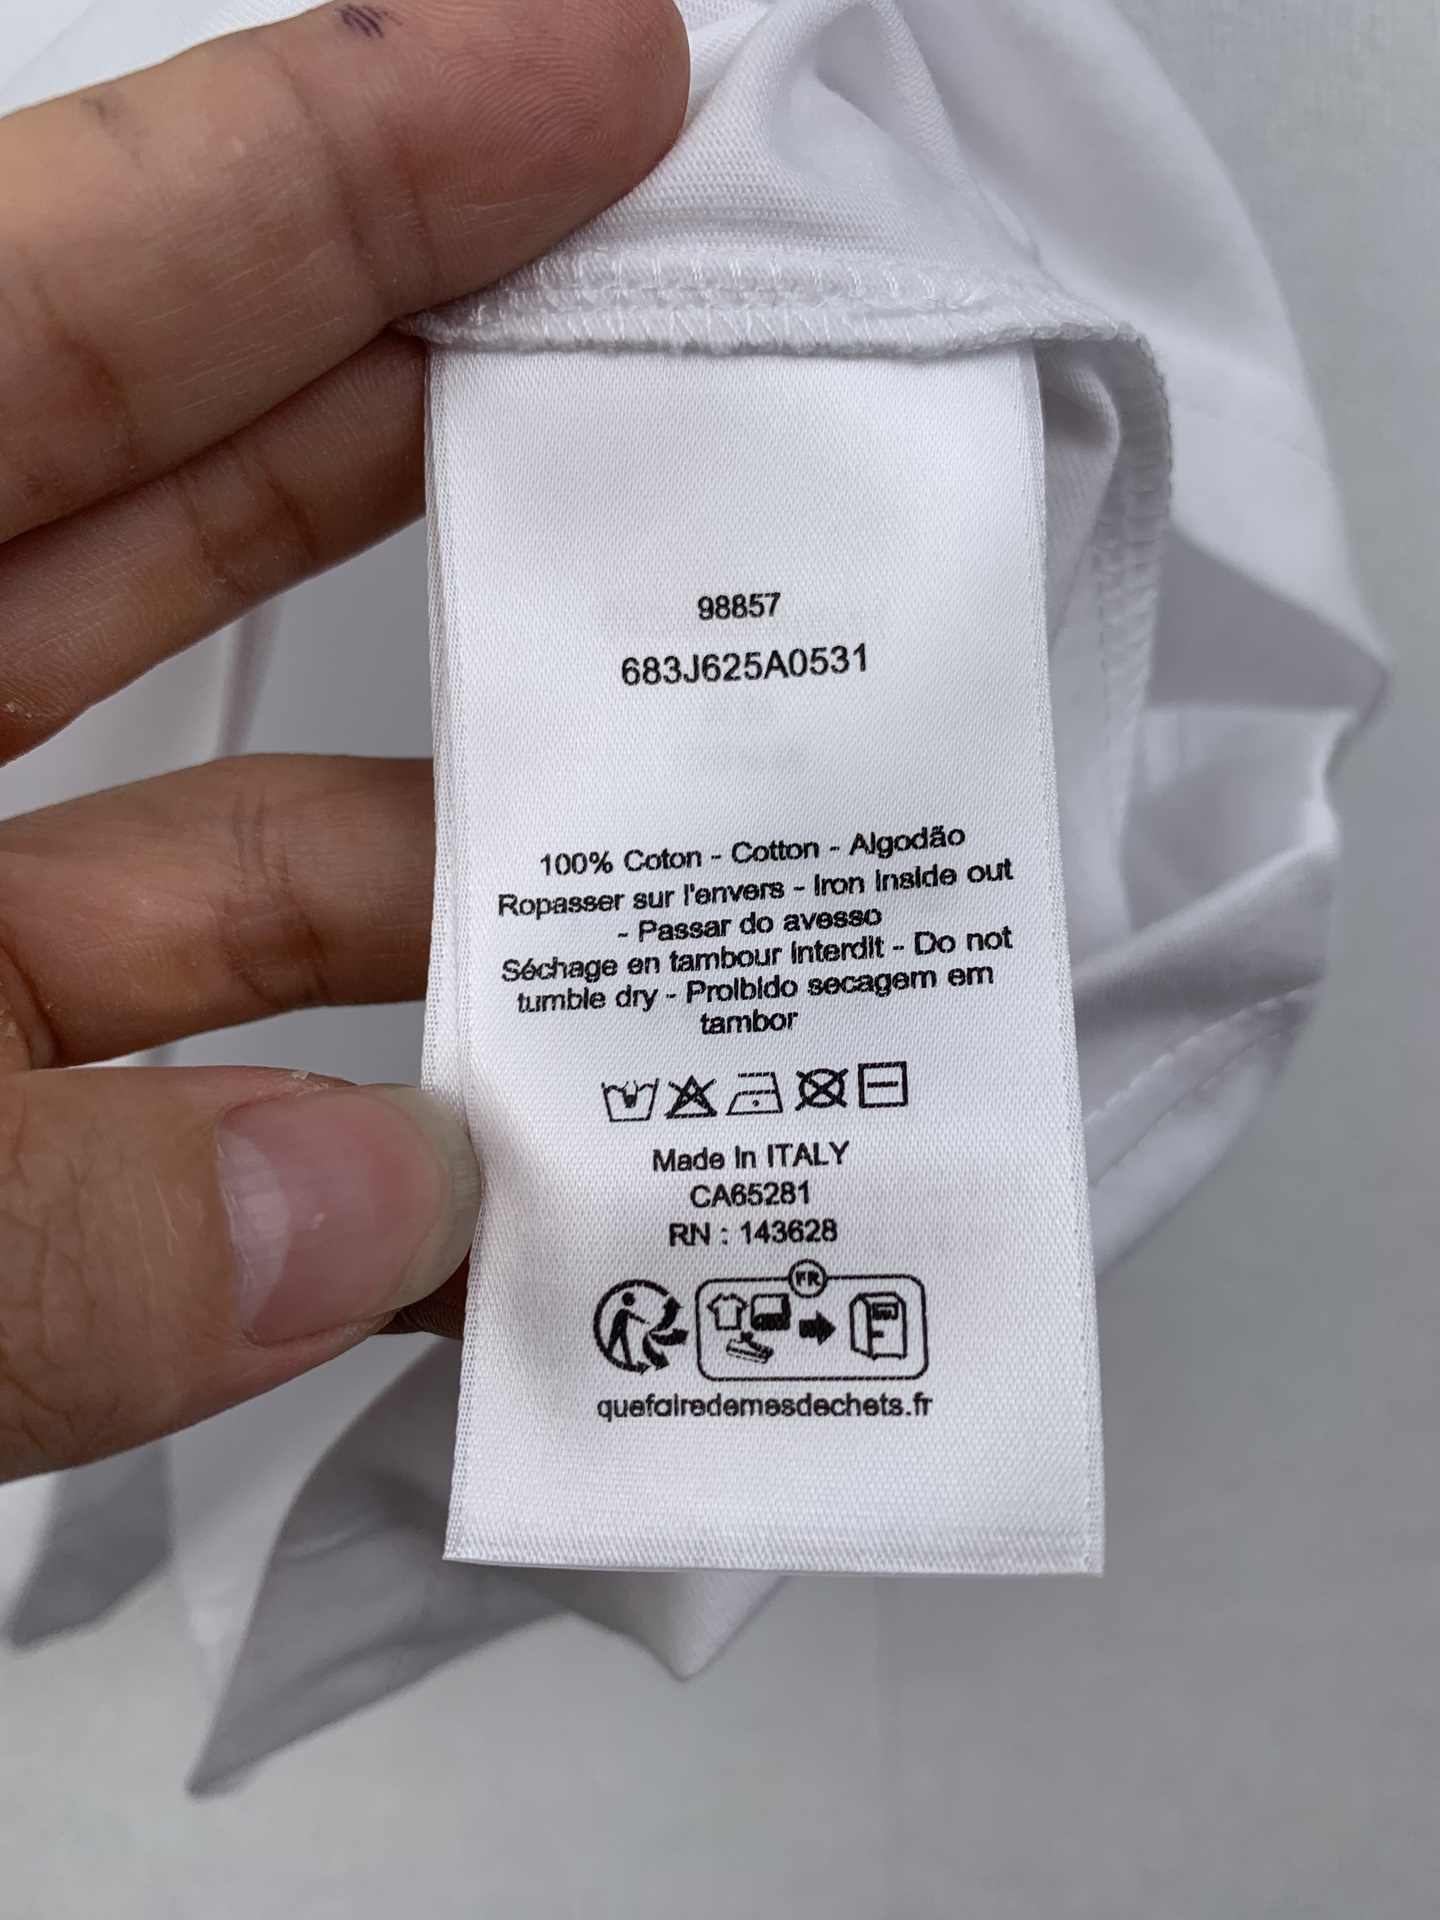 98857
683J625A0531
100% Coton - Cotton - Algodão
Ropasser sur l'envers - Iron inside out
- Passar do avesso
Séchage en tambour interdit - Do not
tumble dry - Proibido secagem em
tambor
Made in ITALY
CA65281
RN : 143628
FR
quefairedemesdechets.fr